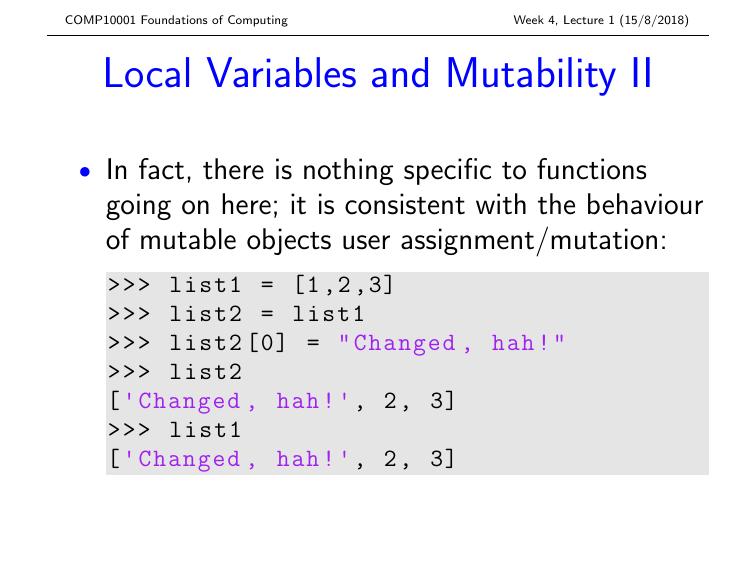 COMP10001 Foundations of Computing Week 4, Lecture 1 (15/8/2018)
Local Variables and Mutability II
• In fact, there is nothing specific to functions
going on here; it is consistent with the behaviour
of mutable objects user assignment/mutation:
>>> list1 = [1,2,3]
>>> list2 = list1
>>> list2[0] = "Changed, hah!"
>>> list2
['Changed, hah!', 2, 3]
>>> list1
['Changed, hah!', 2, 3]